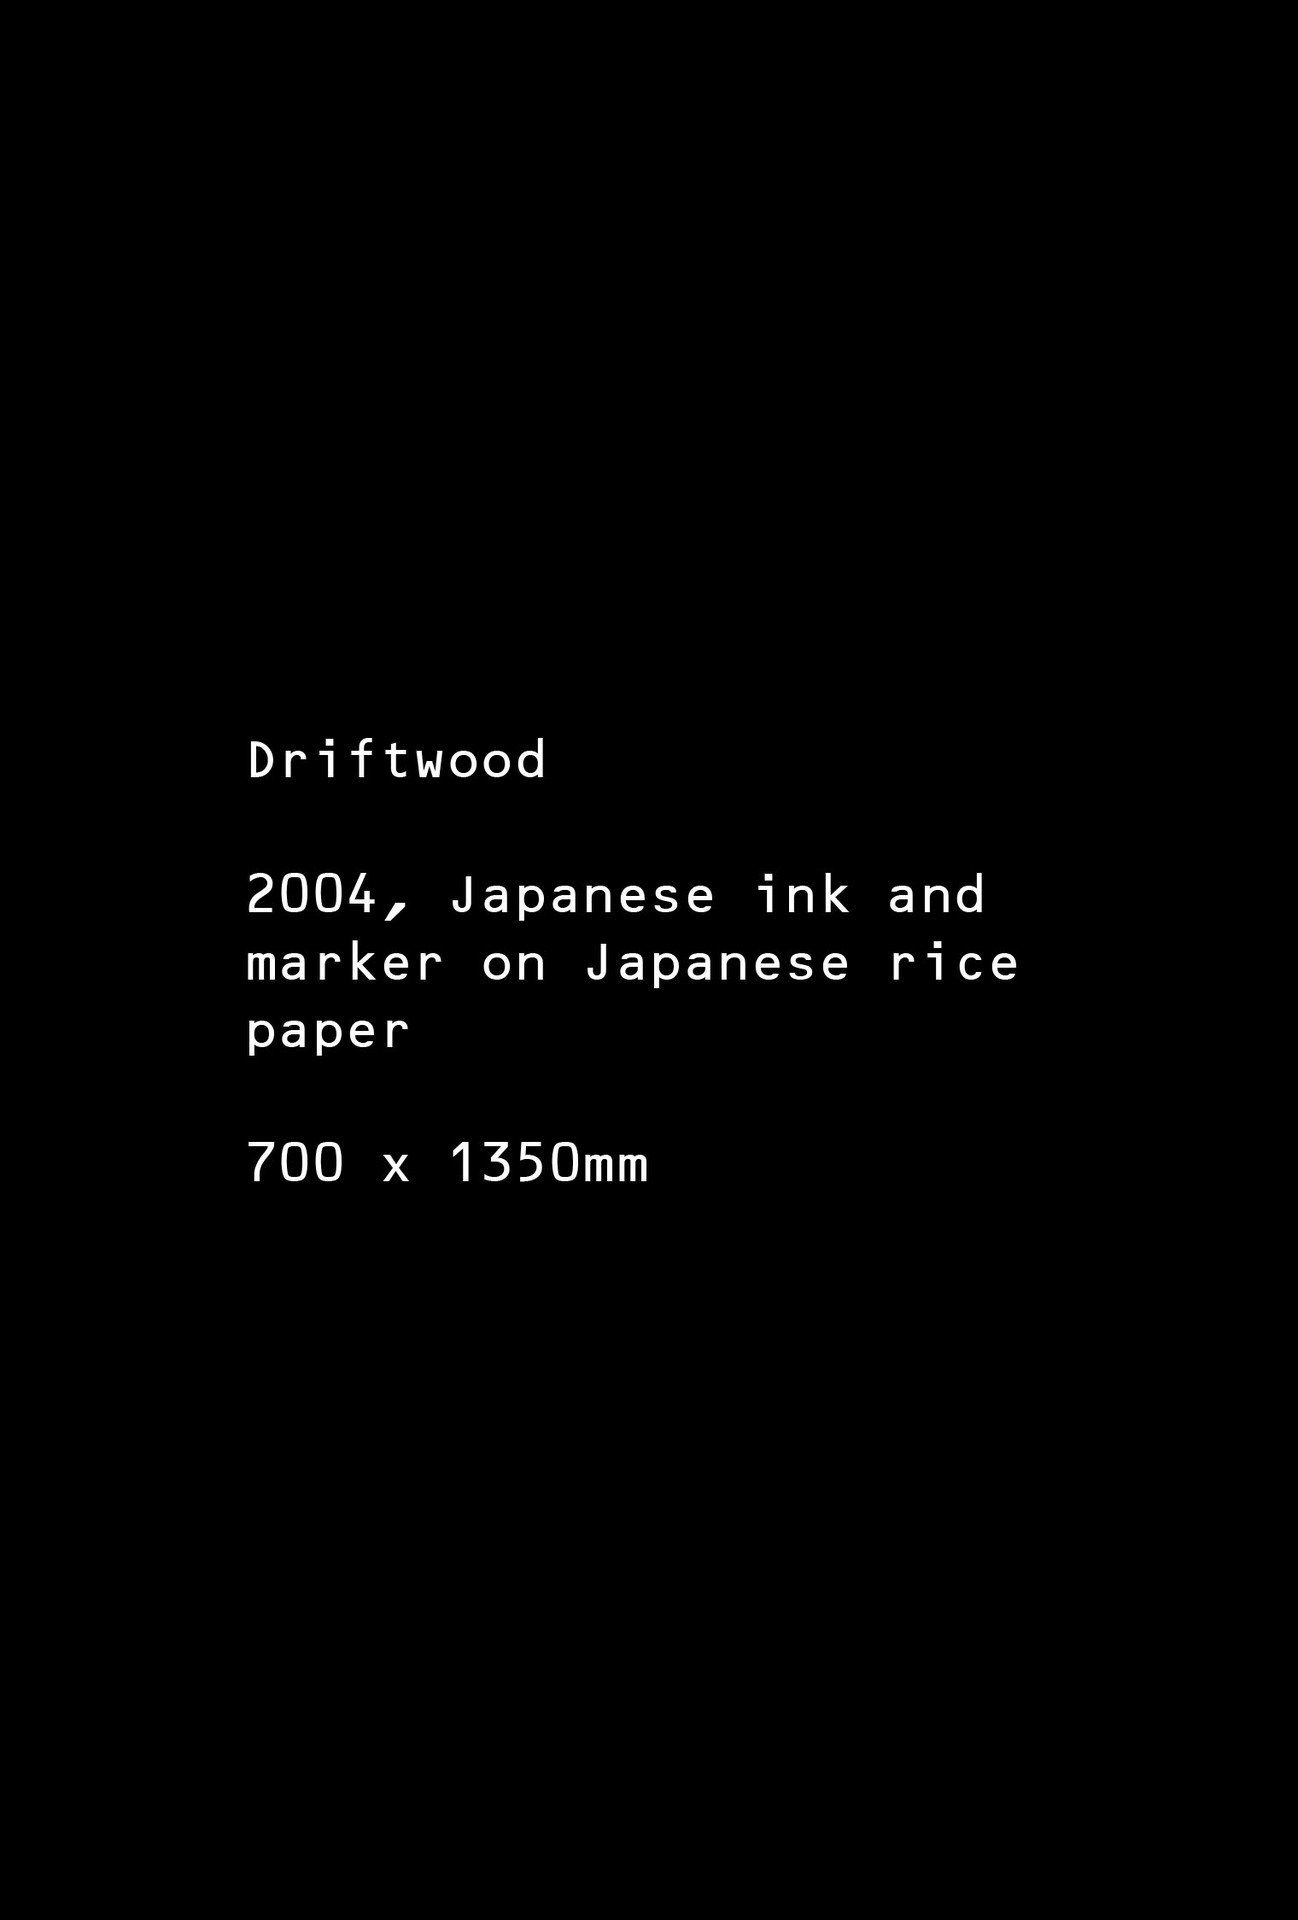 Driftwood
2004, Japanese ink and
marker on Japanese rice
paper
700 x 1350mm